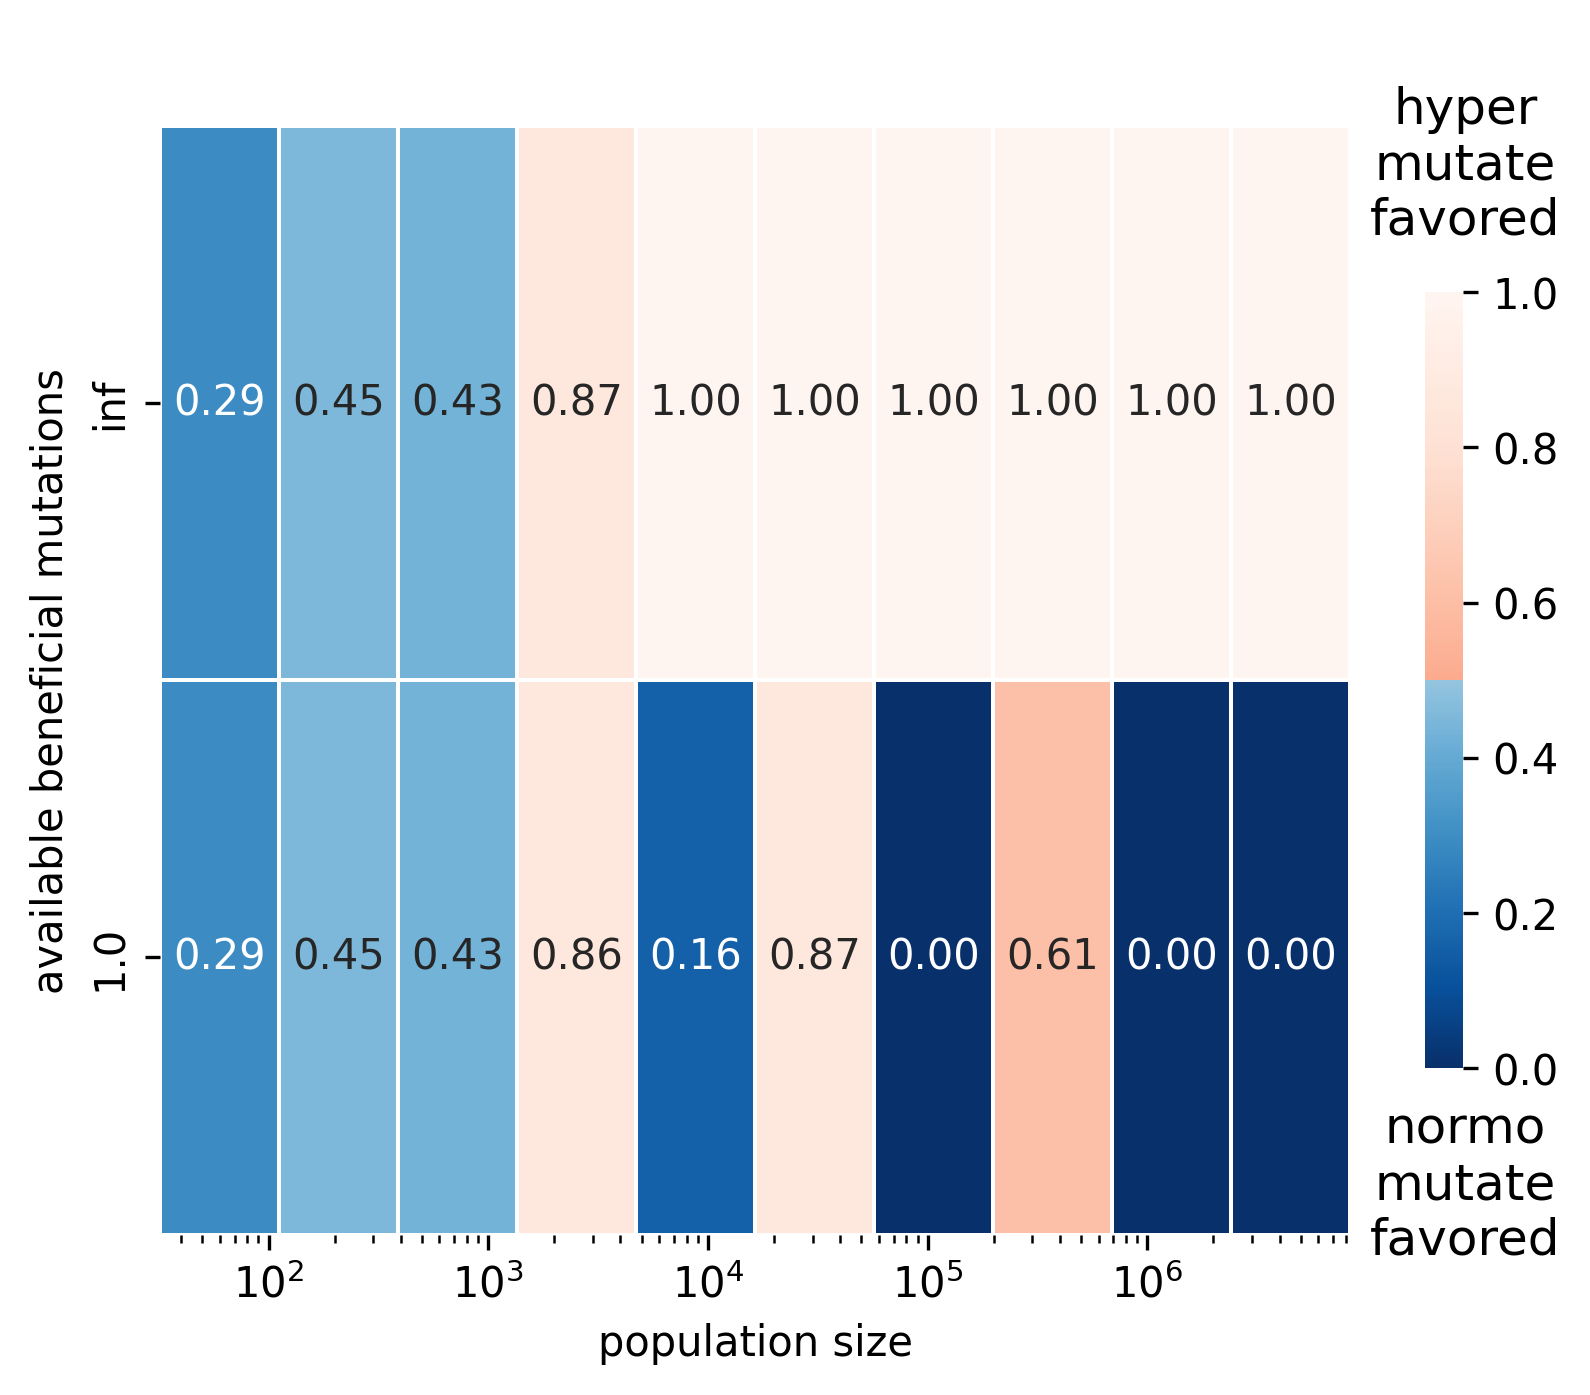 hyper
mutate
favored
available beneficial mutations
inf
0.29 0.45 0.43 0.87 1.00 1.00 1.00 1.00 1.00 1.00
1.0
0.29 0.45 0.43 0.86 0.16 0.87 0.00 0.61 0.00 0.00
1.0
0.8
0.6
0.4
0.2
0.0
normo
mutate
favored
10² 10³ 10⁴ 10⁵ 10⁶
population size